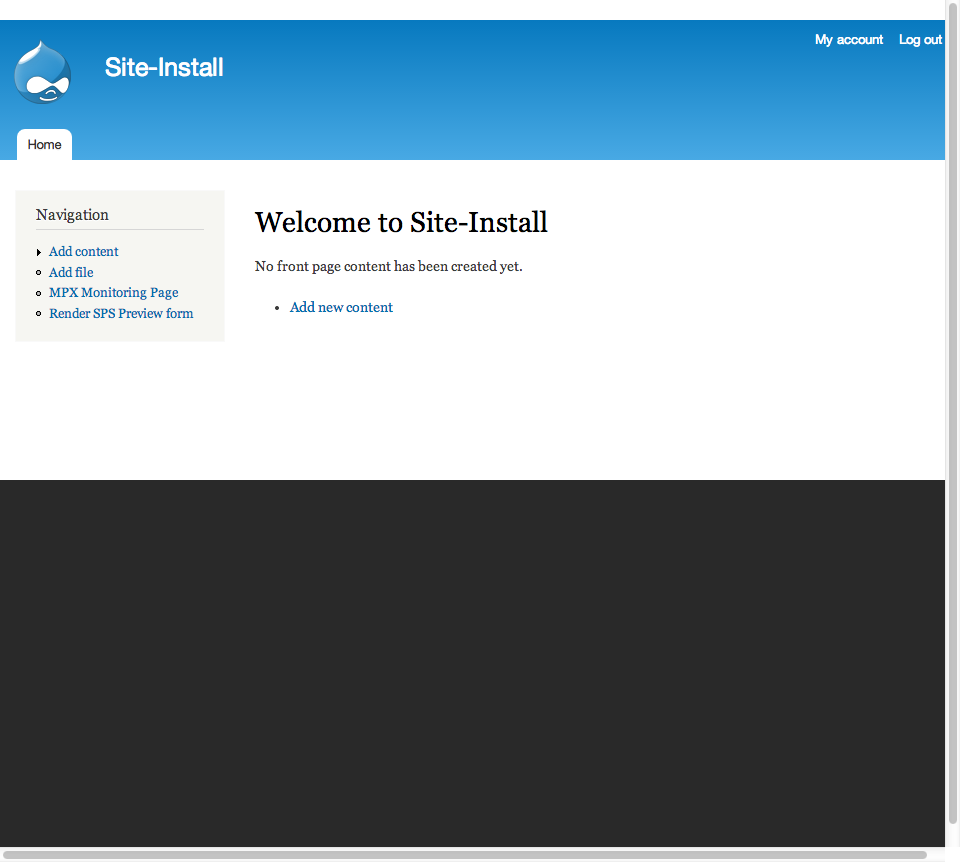 My account Log out
Site-Install
Home
Navigation
Add content
Add file
MPX Monitoring Page
Render SPS Preview form
Welcome to Site-Install
No front page content has been created yet.
Add new content